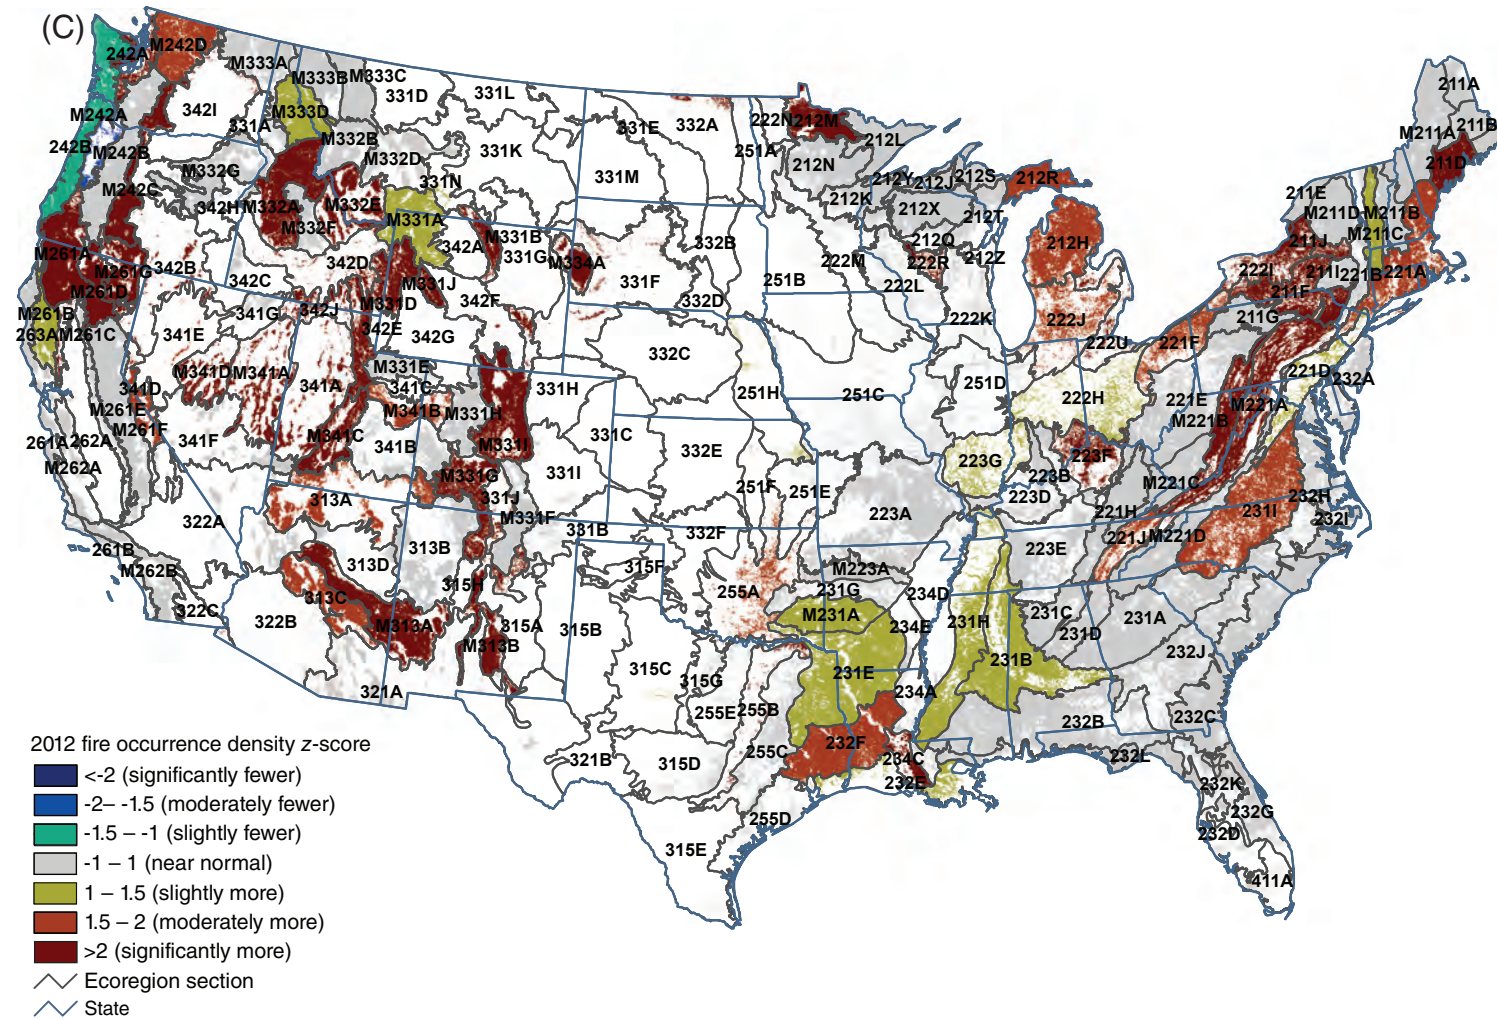 (C)
242A
M242D
M333A
M333B
M333C
331D
331L
342I
M242A
331A
M333D
242B
M242B
M332B
M332G
M332D
331K
331N
M242C
342H
M332A
M332E
M332F
M331A
331E
332A
331M
251A
222N
212M
212L
212N
212Y
212J
212S
212R
212K
212X
212T
212Q
212Z
222R
222M
222L
222K
211A
211B
M211A
211D
211E
M211D
M211B
M211C
211J
211I
221B
221A
222I
211F
211G
212H
222J
222U
221F
M261A
M261G
342B
M261D
342C
342D
342A
M331B
331G
M334A
M331J
M331D
342J
342F
342E
342G
331F
332B
332D
251B
M261B
263A
M261C
341E
341G
M341D
M341A
341A
341D
M261E
M261F
341F
M331E
341C
M341B
M331H
331H
332C
251H
251C
251D
222H
221E
M221B
M221A
221D
232A
261A
262A
M262A
M341C
341B
M331I
M331G
331J
331I
331C
332E
251F
251E
223A
223G
223B
223F
223D
M221C
221H
221J
M221D
231I
232H
232I
322A
313A
M331F
331B
332F
313B
313D
315H
315F
261B
M262B
322C
322B
313C
M313A
M313B
315A
315B
255A
M223A
231G
M231A
234D
234E
223E
231H
231B
231C
231D
231A
232J
321A
315C
315G
255E
255B
231E
234A
255C
232F
234C
232E
232B
232C
232L
232K
232G
232D
411A
321B
315D
255D
315E
2012 fire occurrence density z-score
<-2 (significantly fewer)
-2– -1.5 (moderately fewer)
-1.5 – -1 (slightly fewer)
-1 – 1 (near normal)
1 – 1.5 (slightly more)
1.5 – 2 (moderately more)
>2 (significantly more)
Ecoregion section
State